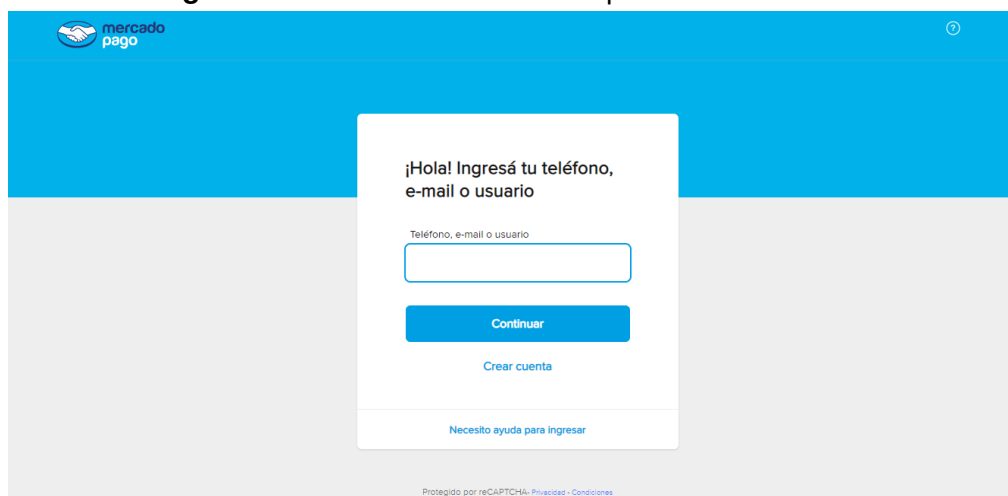 mercado
pago
?
¡Hola! Ingresá tu teléfono,
e-mail o usuario
Teléfono, e-mail o usuario
Continuar
Crear cuenta
Necesito ayuda para ingresar
Protegido por reCAPTCHA- Privacidad - Condiciones